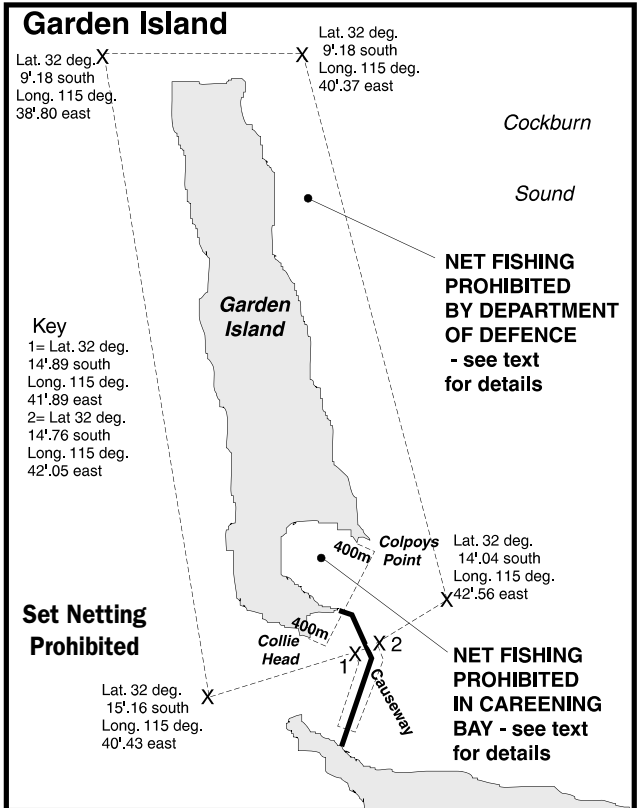 Garden Island
Lat. 32 deg.
9'.18 south
Long. 115 deg.
38'.80 east
X
X
Lat. 32 deg.
9'.18 south
Long. 115 deg.
40'.37 east
Cockburn
Sound
NET FISHING
PROHIBITED
BY DEPARTMENT
OF DEFENCE
- see text
for details
Garden
Island
Key
1= Lat. 32 deg.
14'.89 south
Long. 115 deg.
41'.89 east
2= Lat 32 deg.
14'.76 south
Long. 115 deg.
42'.05 east
400m
Colpoys
Point
Lat. 32 deg.
14'.04 south
Long. 115 deg.
42'.56 east
X
Set Netting
Prohibited
400m
Collie
Head
1
X
X
2
Causeway
NET FISHING
PROHIBITED
IN CAREENING
BAY - see text
for details
Lat. 32 deg.
15'.16 south
Long. 115 deg.
40'.43 east
X